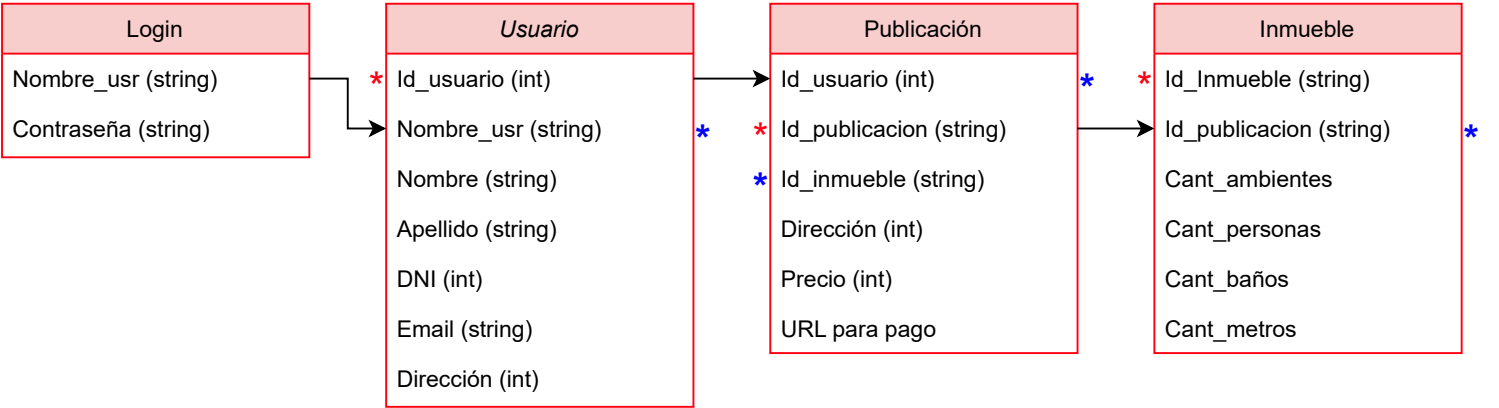 Login
Nombre_usr (string)
Contraseña (string)
Usuario
* Id_usuario (int)
Nombre_usr (string) *
Nombre (string)
Apellido (string)
DNI (int)
Email (string)
Dirección (int)
Publicación
Id_usuario (int) *
* Id_publicacion (string)
* Id_inmueble (string)
Dirección (int)
Precio (int)
URL para pago
Inmueble
* Id_Inmueble (string)
Id_publicacion (string) *
Cant_ambientes
Cant_personas
Cant_baños
Cant_metros